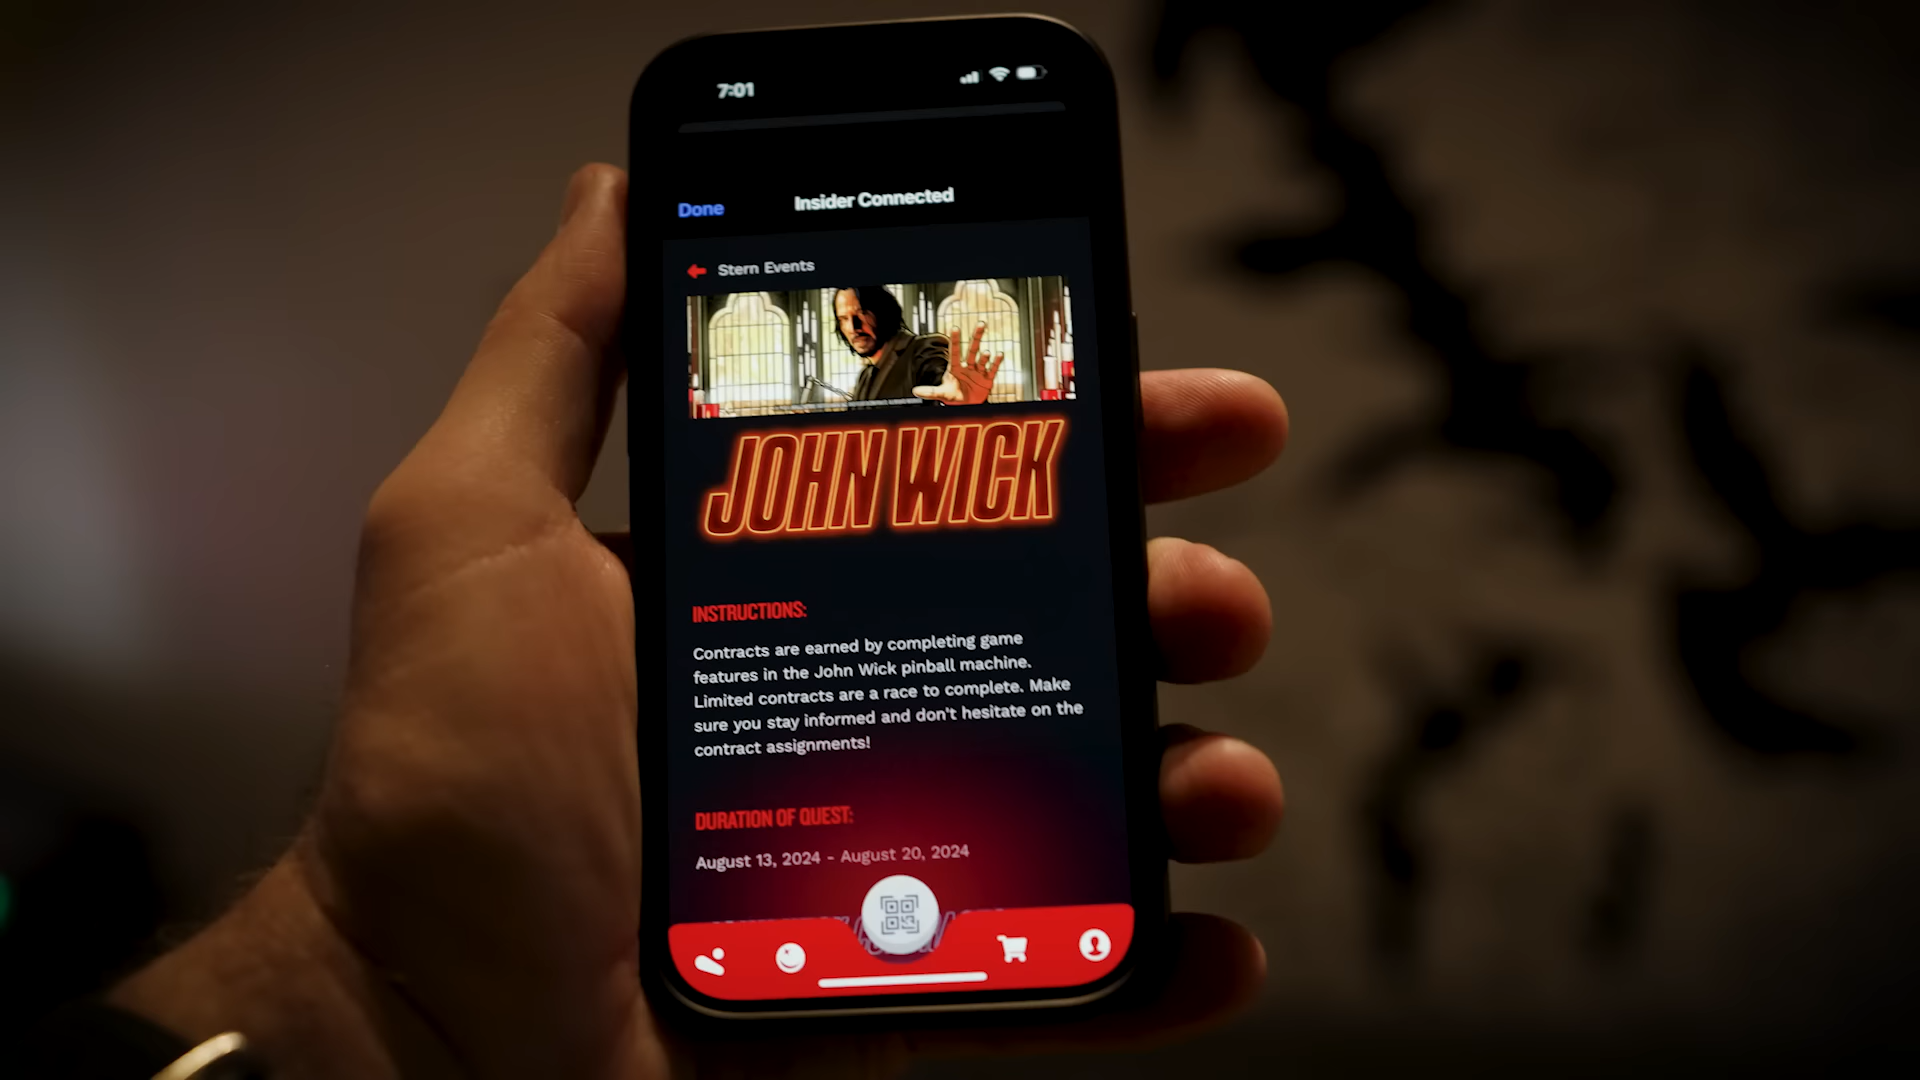 7:01
Done
Insider Connected
Stern Events
JOHN WICK
INSTRUCTIONS:
Contracts are earned by completing game
features in the John Wick pinball machine.
Limited contracts are a race to complete. Make
sure you stay informed and don't hesitate on the
contract assignments!
DURATION OF QUEST:
August 13, 2024 - August 20, 2024